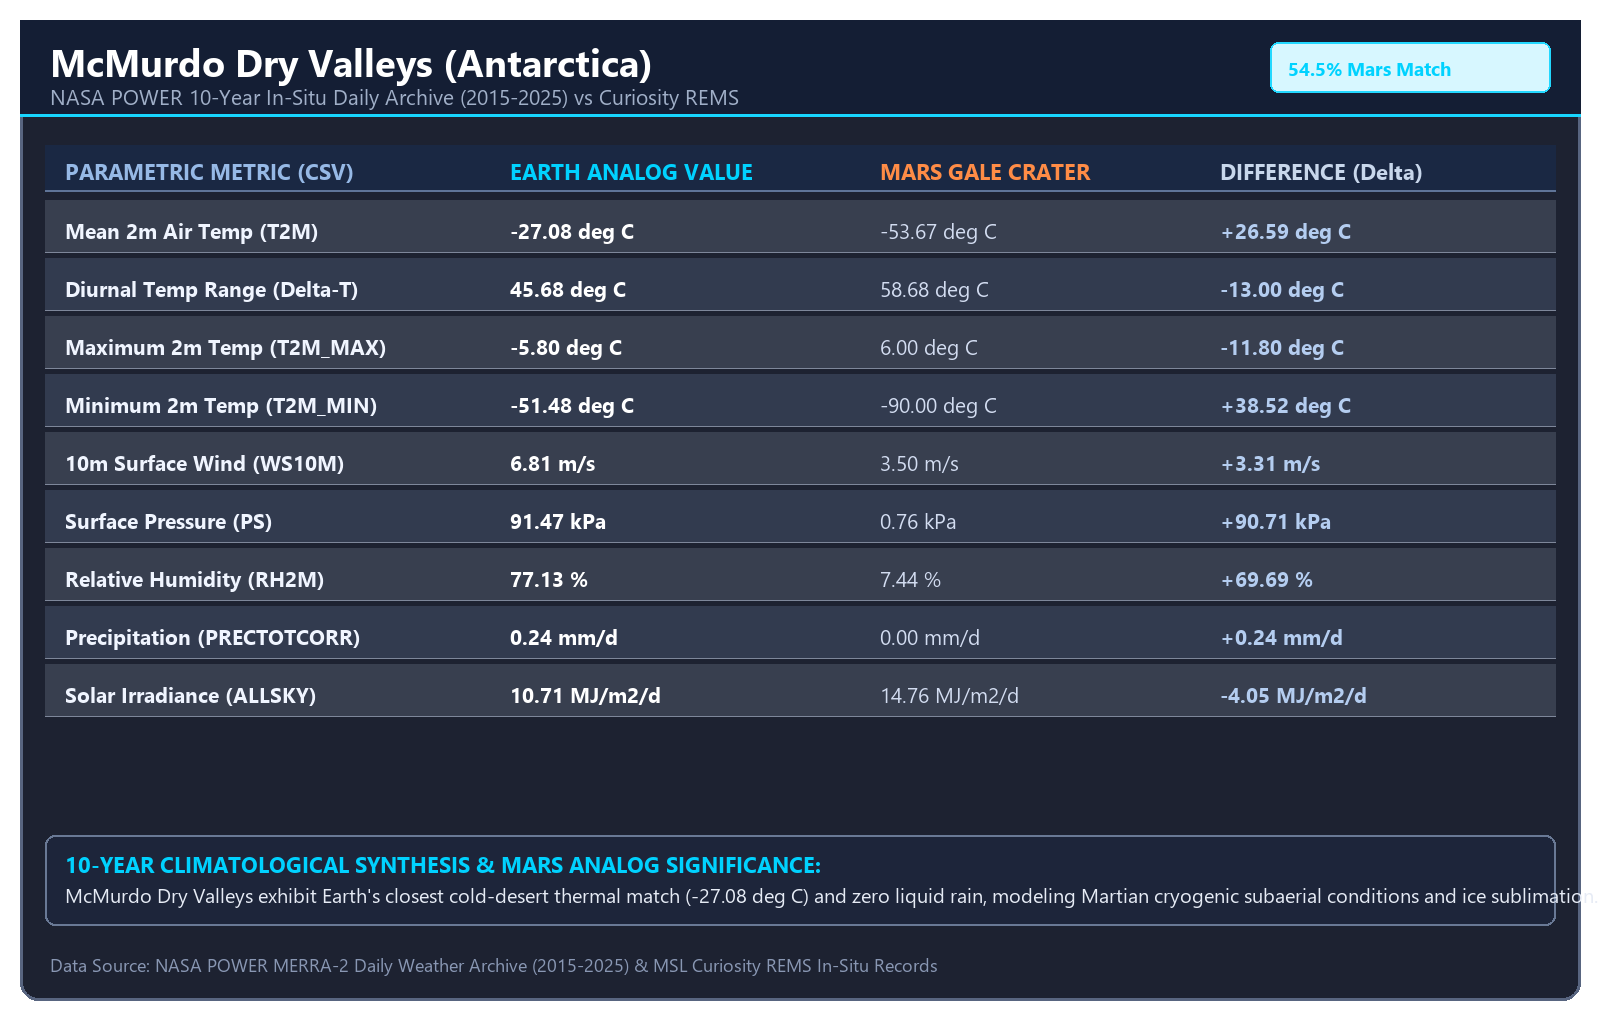 McMurdo Dry Valleys (Antarctica)
54.5% Mars Match
NASA POWER 10-Year In-Situ Daily Archive (2015-2025) vs Curiosity REMS
PARAMETRIC METRIC (CSV) EARTH ANALOG VALUE MARS GALE CRATER DIFFERENCE (Delta)
Mean 2m Air Temp (T2M) -27.08 deg C -53.67 deg C +26.59 deg C
Diurnal Temp Range (Delta-T) 45.68 deg C 58.68 deg C -13.00 deg C
Maximum 2m Temp (T2M_MAX) -5.80 deg C 6.00 deg C -11.80 deg C
Minimum 2m Temp (T2M_MIN) -51.48 deg C -90.00 deg C +38.52 deg C
10m Surface Wind (WS10M) 6.81 m/s 3.50 m/s +3.31 m/s
Surface Pressure (PS) 91.47 kPa 0.76 kPa +90.71 kPa
Relative Humidity (RH2M) 77.13 % 7.44 % +69.69 %
Precipitation (PRECTOTCORR) 0.24 mm/d 0.00 mm/d +0.24 mm/d
Solar Irradiance (ALLSKY) 10.71 MJ/m2/d 14.76 MJ/m2/d -4.05 MJ/m2/d
10-YEAR CLIMATOLOGICAL SYNTHESIS & MARS ANALOG SIGNIFICANCE:
McMurdo Dry Valleys exhibit Earth's closest cold-desert thermal match (-27.08 deg C) and zero liquid rain, modeling Martian cryogenic subaerial conditions and ice sublimation.
Data Source: NASA POWER MERRA-2 Daily Weather Archive (2015-2025) & MSL Curiosity REMS In-Situ Records